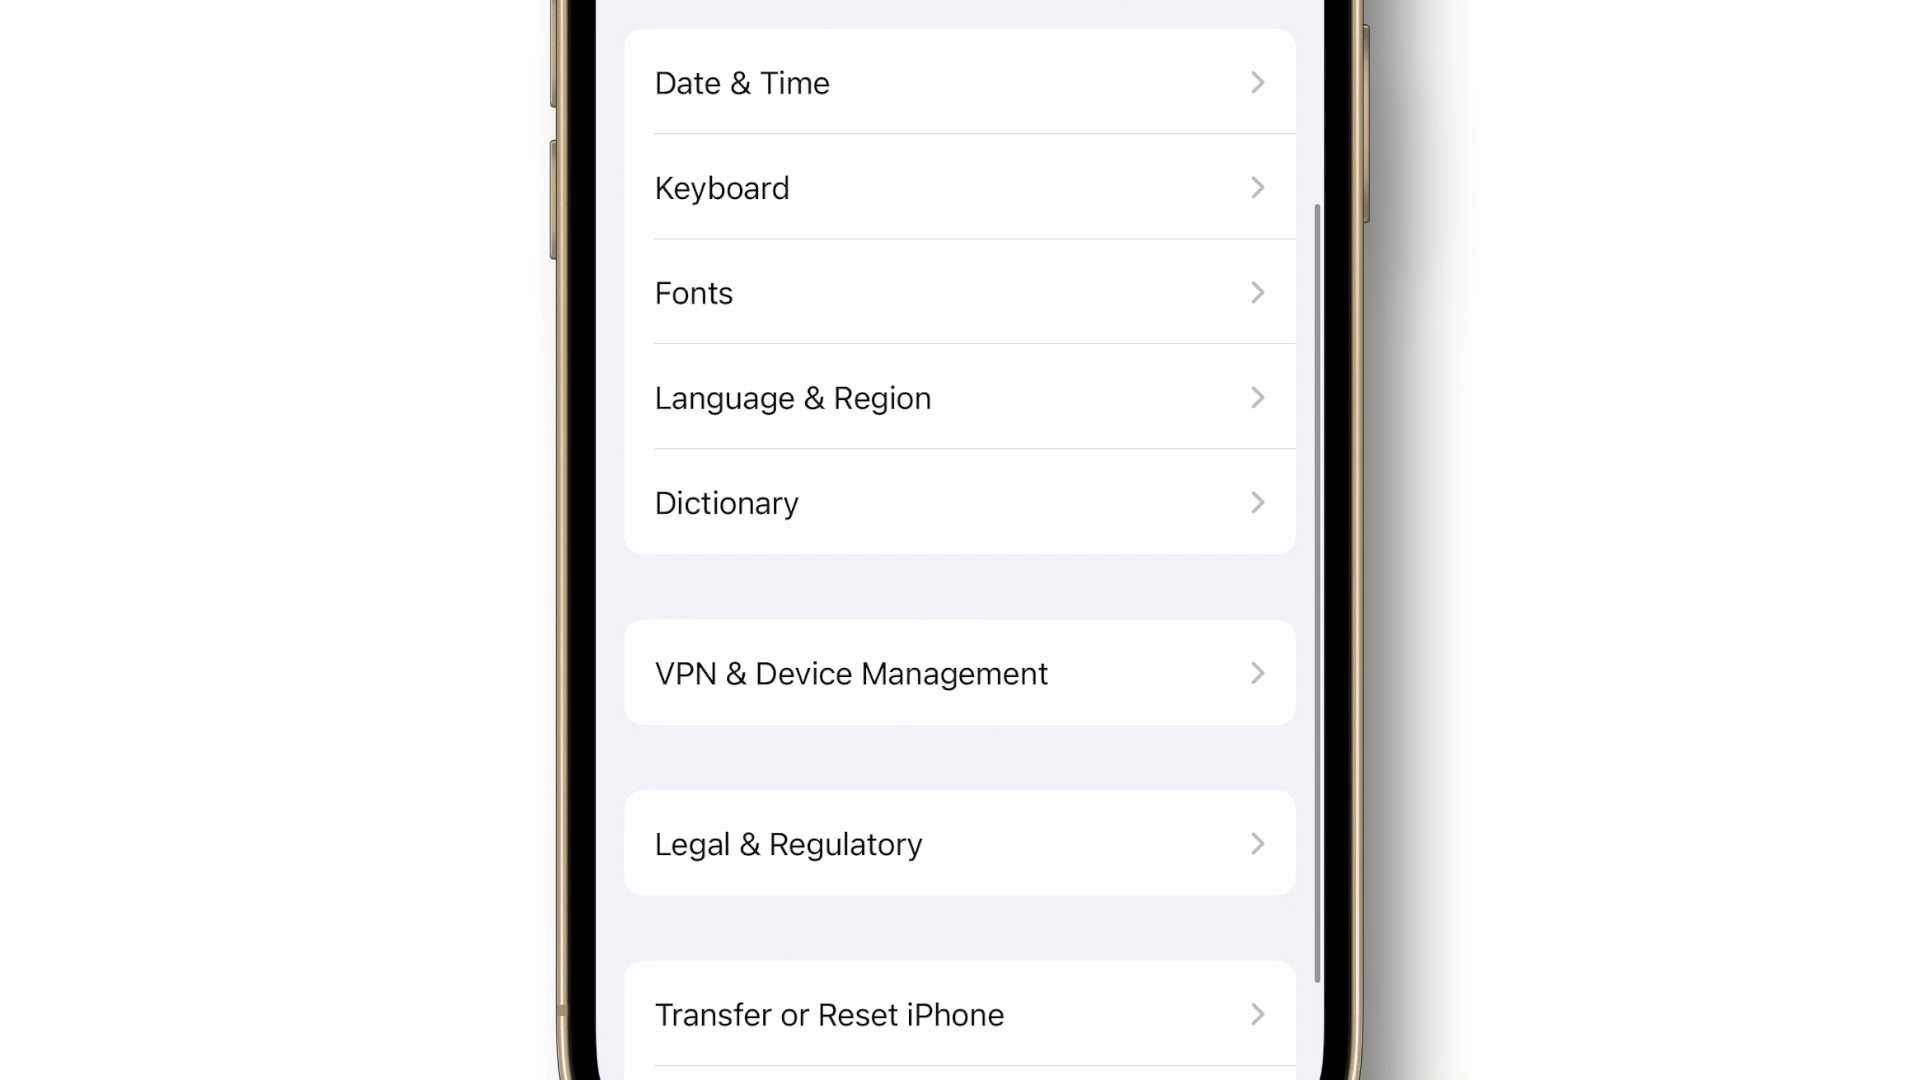 Date & Time
Keyboard
Fonts
Language & Region
Dictionary
VPN & Device Management
Legal & Regulatory
Transfer or Reset iPhone